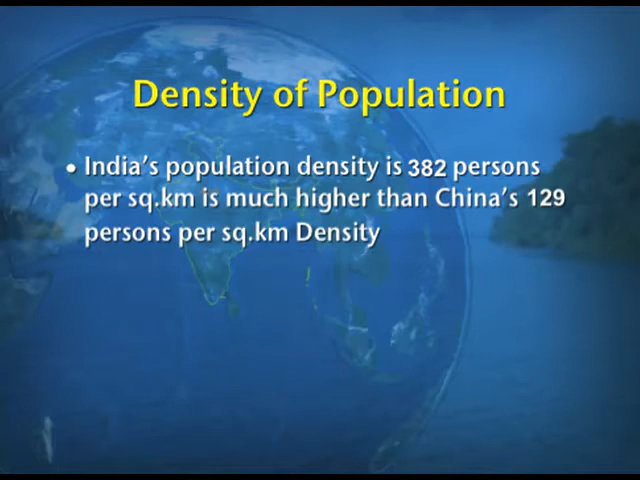 Density of Population
• India's population density is 382 persons
per sq.km is much higher than China's 129
persons per sq.km Density